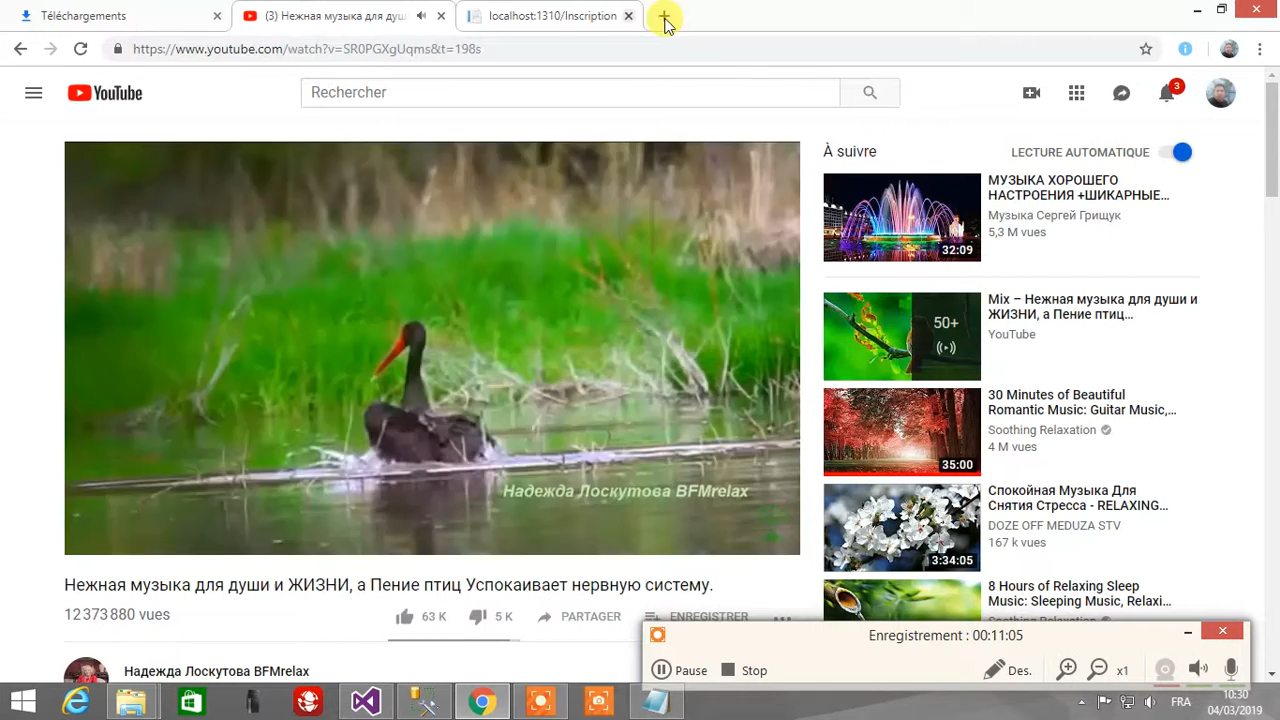 Téléchargements
(3) Нежная музыка для душ
localhost:1310/Inscription
https://www.youtube.com/watch?v=SR0PGXgUqms&t=198s
YouTube
Rechercher
3
À suivre
LECTURE AUTOMATIQUE
МУЗЫКА ХОРОШЕГО
НАСТРОЕНИЯ +ШИКАРНЫЕ...
Музыка Сергей Грищук
5,3 M vues
32:09
Mix – Нежная музыка для души и
ЖИЗНИ, а Пение птиц...
YouTube
50+
30 Minutes of Beautiful
Romantic Music: Guitar Music,...
Soothing Relaxation
4 M vues
35:00
Спокойная Музыка Для
Снятия Стресса - RELAXING...
DOZE OFF MEDUZA STV
167 k vues
3:34:05
8 Hours of Relaxing Sleep
Music: Sleeping Music, Relaxi...
Надежда Лоскутова BFMrelax
Нежная музыка для души и ЖИЗНИ, а Пение птиц Успокаивает нервную систему.
12 373 880 vues
63 K
5 K
PARTAGER
ENREGISTRER
Надежда Лоскутова BFMrelax
Enregistrement : 00:11:05
Pause
Stop
Des.
x1
FRA
10:30
04/03/2019